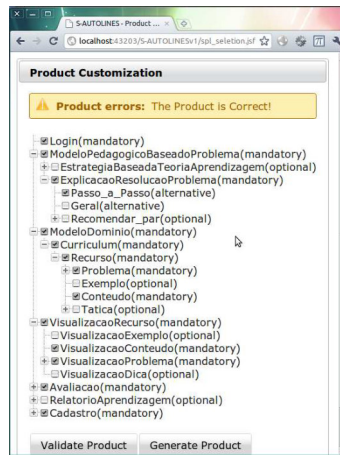 S-AUTOLINES - Product ...
localhost:43203/S-AUTOLINESv1/spl_seletion.jsf
Product Customization
Product errors: The Product is Correct!
Login(mandatory)
ModeloPedagogicoBaseadoProblema(mandatory)
EstrategiaBaseadaTeoriaAprendizagem(optional)
ExplicacaoResolucaoProblema(mandatory)
Passo_a_Passo(alternative)
Geral(alternative)
Recomendar_par(optional)
ModeloDominio(mandatory)
Curriculum(mandatory)
Recurso(mandatory)
Problema(mandatory)
Exemplo(optional)
Conteudo(mandatory)
Tatica(optional)
VisualizacaoRecurso(mandatory)
VisualizacaoExemplo(optional)
VisualizacaoConteudo(mandatory)
VisualizacaoProblema(mandatory)
VisualizacaoDica(optional)
Avaliacao(mandatory)
RelatorioAprendizagem(optional)
Cadastro(mandatory)
Validate Product Generate Product